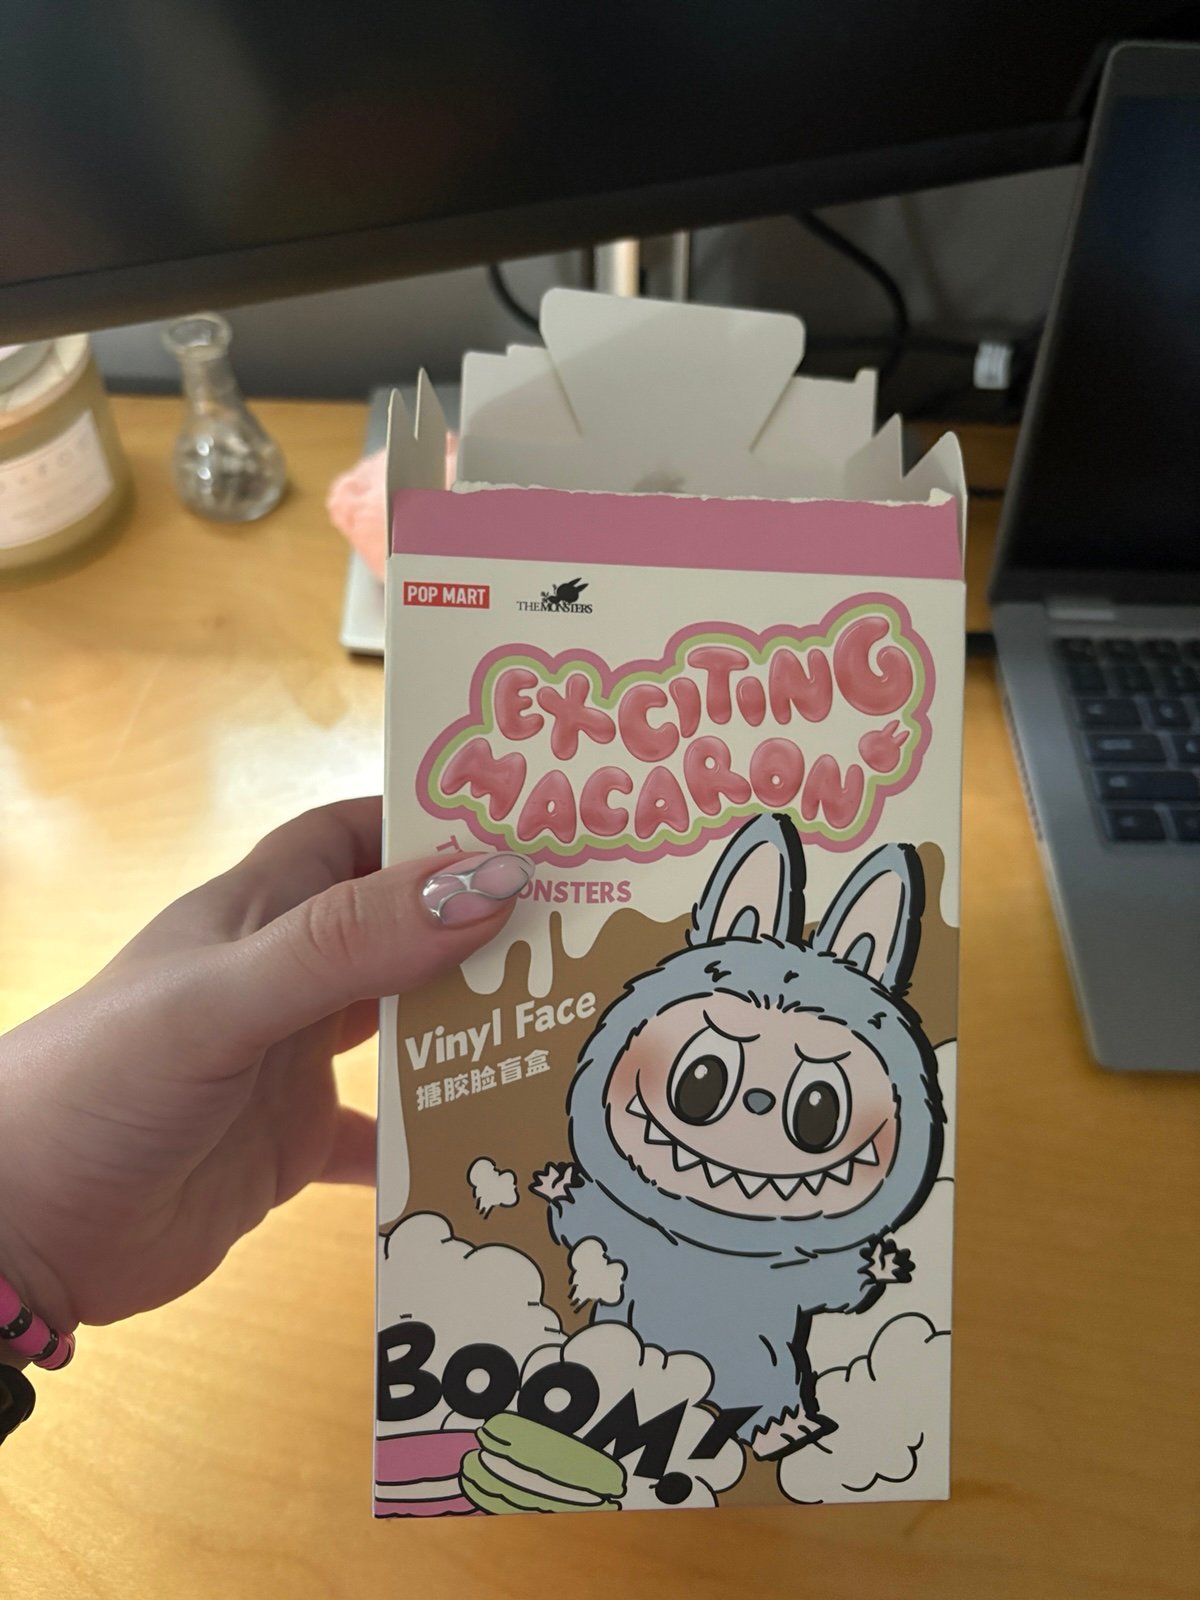 POP MART
THE MONSTERS
EXCITING
MACARON
ONSTERS
Vinyl Face
搪胶脸盲盒
BOOM!